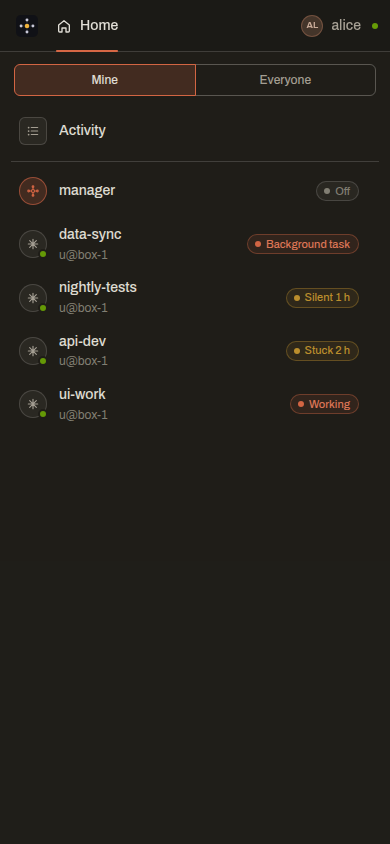 Home
AL alice
Mine
Everyone
Activity
manager
Off
data-sync
u@box-1
Background task
nightly-tests
u@box-1
Silent 1 h
api-dev
u@box-1
Stuck 2 h
ui-work
u@box-1
Working